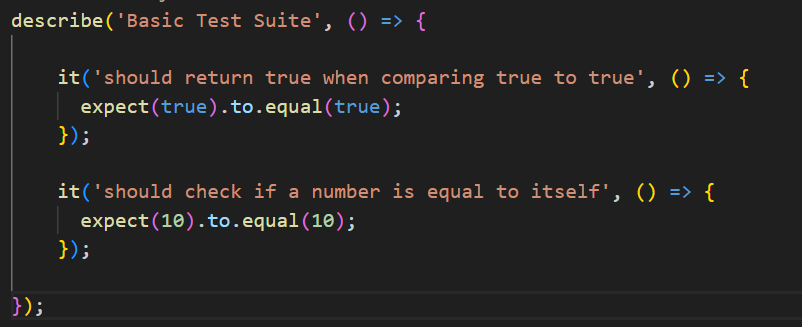 describe('Basic Test Suite', () => {
it('should return true when comparing true to true', () => {
expect(true).to.equal(true);
});
it('should check if a number is equal to itself', () => {
expect(10).to.equal(10);
});
});